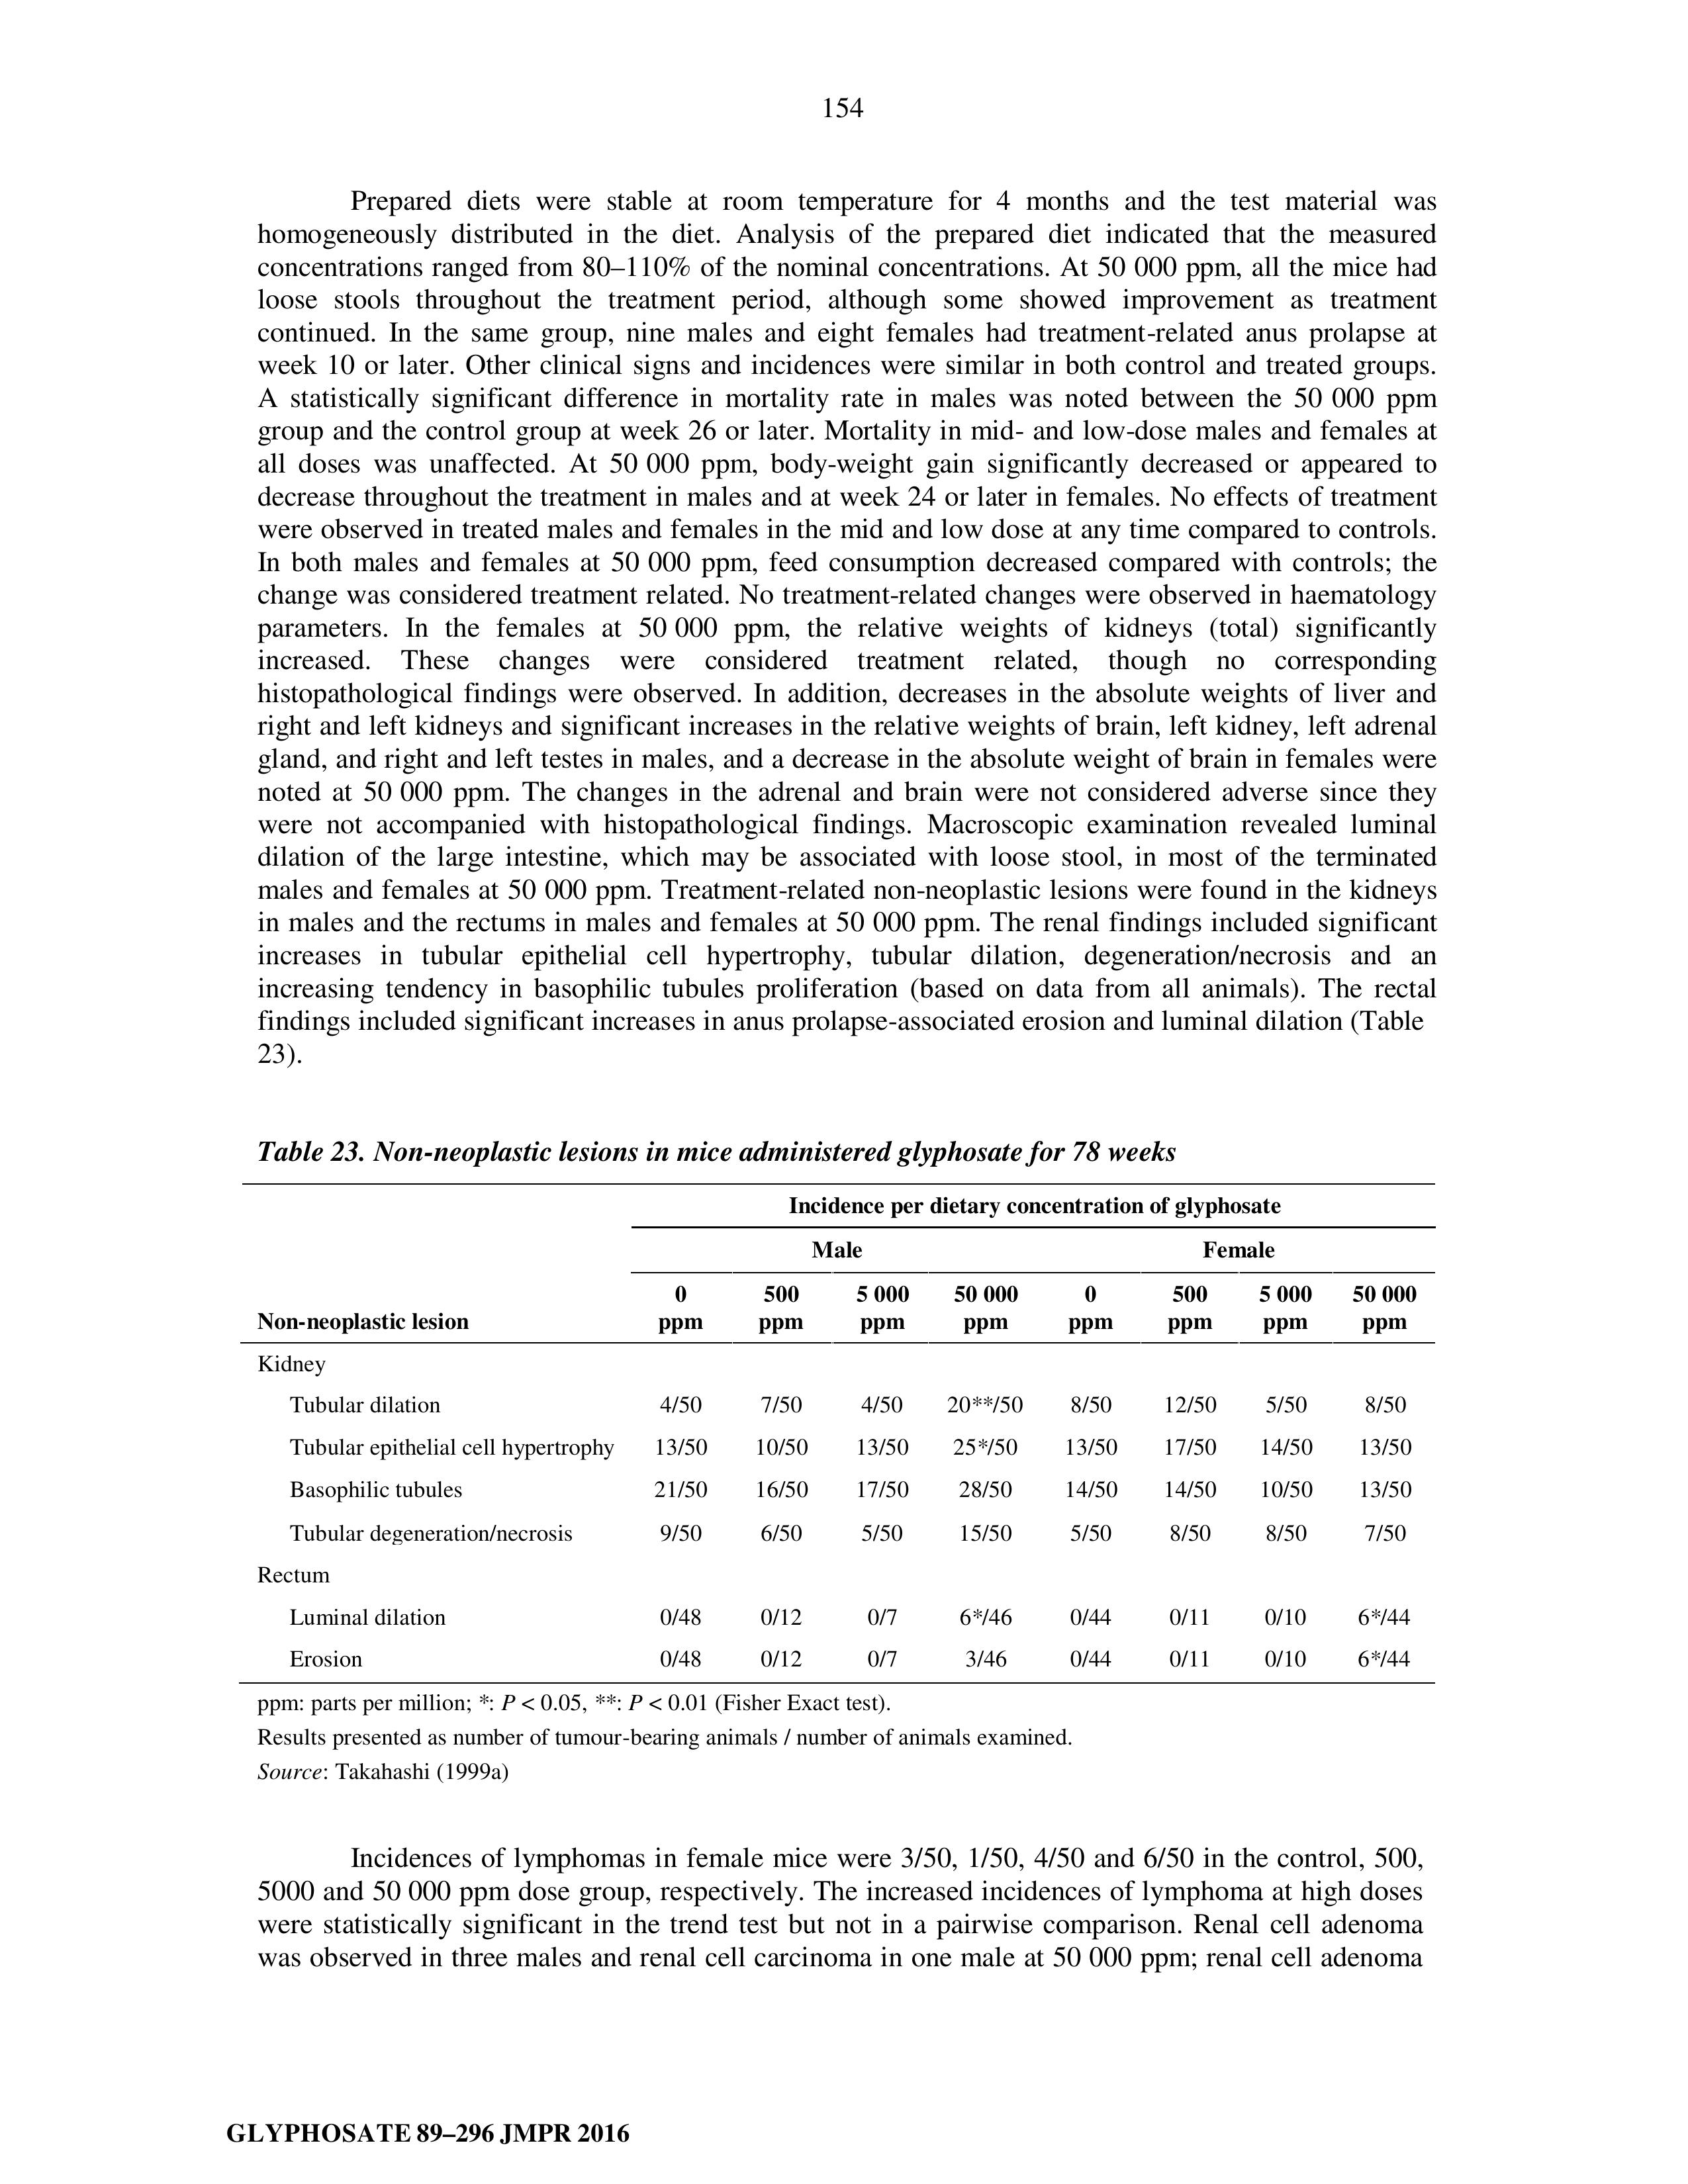 154
Prepared diets were stable at room temperature for 4 months and the test material was
homogeneously distributed in the diet. Analysis of the prepared diet indicated that the measured
concentrations ranged from 80–110% of the nominal concentrations. At 50 000 ppm, all the mice had
loose stools throughout the treatment period, although some showed improvement as treatment
continued. In the same group, nine males and eight females had treatment-related anus prolapse at
week 10 or later. Other clinical signs and incidences were similar in both control and treated groups.
A statistically significant difference in mortality rate in males was noted between the 50 000 ppm
group and the control group at week 26 or later. Mortality in mid- and low-dose males and females at
all doses was unaffected. At 50 000 ppm, body-weight gain significantly decreased or appeared to
decrease throughout the treatment in males and at week 24 or later in females. No effects of treatment
were observed in treated males and females in the mid and low dose at any time compared to controls.
In both males and females at 50 000 ppm, feed consumption decreased compared with controls; the
change was considered treatment related. No treatment-related changes were observed in haematology
parameters. In the females at 50 000 ppm, the relative weights of kidneys (total) significantly
increased. These changes were considered treatment related, though no corresponding
histopathological findings were observed. In addition, decreases in the absolute weights of liver and
right and left kidneys and significant increases in the relative weights of brain, left kidney, left adrenal
gland, and right and left testes in males, and a decrease in the absolute weight of brain in females were
noted at 50 000 ppm. The changes in the adrenal and brain were not considered adverse since they
were not accompanied with histopathological findings. Macroscopic examination revealed luminal
dilation of the large intestine, which may be associated with loose stool, in most of the terminated
males and females at 50 000 ppm. Treatment-related non-neoplastic lesions were found in the kidneys
in males and the rectums in males and females at 50 000 ppm. The renal findings included significant
increases in tubular epithelial cell hypertrophy, tubular dilation, degeneration/necrosis and an
increasing tendency in basophilic tubules proliferation (based on data from all animals). The rectal
findings included significant increases in anus prolapse-associated erosion and luminal dilation (Table
23).
Table 23. Non-neoplastic lesions in mice administered glyphosate for 78 weeks
Incidence per dietary concentration of glyphosate
Male Female
0 500 5 000 50 000 0 500 5 000 50 000
Non-neoplastic lesion ppm ppm ppm ppm ppm ppm ppm ppm
Kidney
Tubular dilation 4/50 7/50 4/50 20**/50 8/50 12/50 5/50 8/50
Tubular epithelial cell hypertrophy 13/50 10/50 13/50 25*/50 13/50 17/50 14/50 13/50
Basophilic tubules 21/50 16/50 17/50 28/50 14/50 14/50 10/50 13/50
Tubular degeneration/necrosis 9/50 6/50 5/50 15/50 5/50 8/50 8/50 7/50
Rectum
Luminal dilation 0/48 0/12 0/7 6*/46 0/44 0/11 0/10 6*/44
Erosion 0/48 0/12 0/7 3/46 0/44 0/11 0/10 6*/44
ppm: parts per million; *: P < 0.05, **: P < 0.01 (Fisher Exact test).
Results presented as number of tumour-bearing animals / number of animals examined.
Source: Takahashi (1999a)
Incidences of lymphomas in female mice were 3/50, 1/50, 4/50 and 6/50 in the control, 500,
5000 and 50 000 ppm dose group, respectively. The increased incidences of lymphoma at high doses
were statistically significant in the trend test but not in a pairwise comparison. Renal cell adenoma
was observed in three males and renal cell carcinoma in one male at 50 000 ppm; renal cell adenoma
GLYPHOSATE 89–296 JMPR 2016